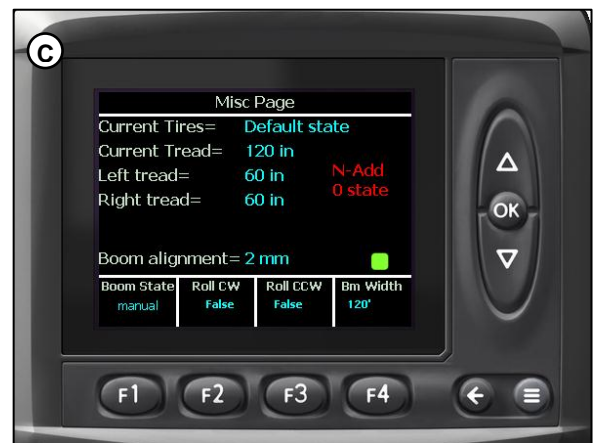 C
Misc Page
Current Tires= Default state
Current Tread= 120 in
Left tread= 60 in
N-Add
Right tread= 60 in
0 state
Boom alignment= 2 mm
Boom State Roll CW Roll CCW Bm Width
manual False False 120'
OK
F1 F2 F3 F4